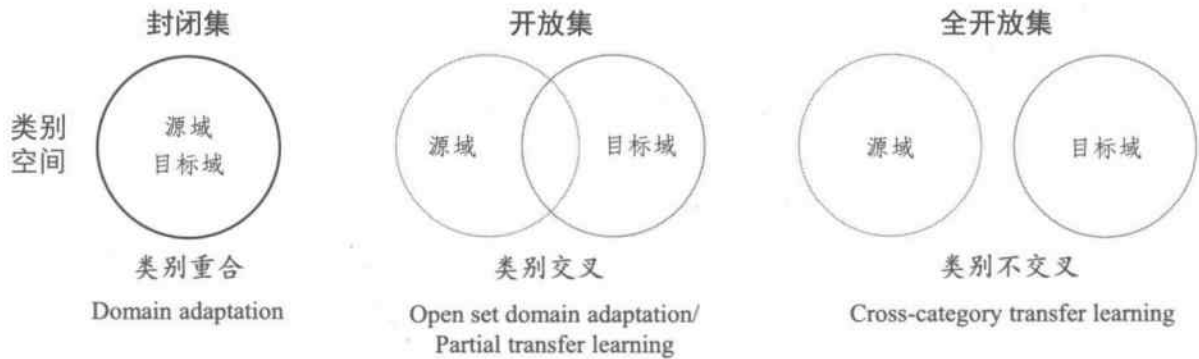 封闭集
开放集
全开放集
类别
空间
源域
目标域
源域
目标域
源域
目标域
类别重合
类别交叉
类别不交叉
Domain adaptation
Open set domain adaptation/
Partial transfer learning
Cross-category transfer learning